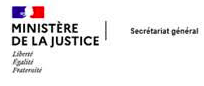 MINISTÈRE
DE LA JUSTICE
Liberté
Égalité
Fraternité
Secrétariat général